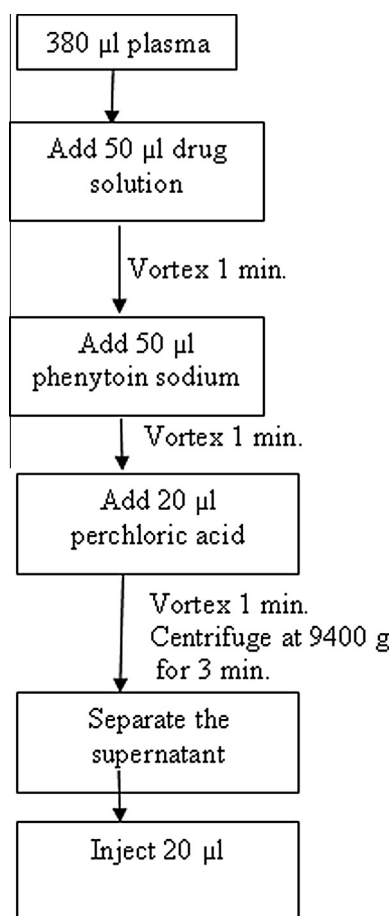 380 µl plasma
Add 50 µl drug
solution
Vortex 1 min.
Add 50 µl
phenytoin sodium
Vortex 1 min.
Add 20 µl
perchloric acid
Vortex 1 min.
Centrifuge at 9400 g
for 3 min.
Separate the
supernatant
Inject 20 µl